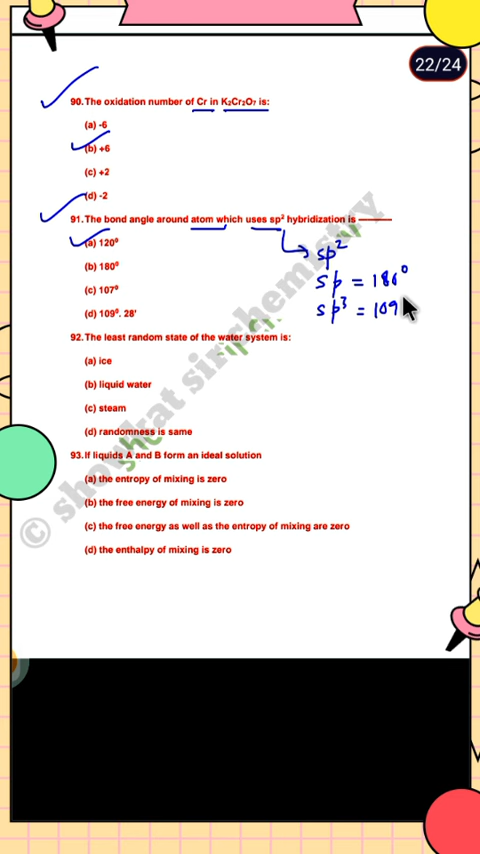 22/24
90. The oxidation number of Cr in K₂Cr₂O₇ is:
(a) -6
(b) +6
(c) +2
(d) -2
91. The bond angle around atom which uses sp² hybridization is
(a) 120⁰
(b) 180⁰
(c) 107⁰
(d) 109⁰. 28'
sp²
sp = 180°
sp³ = 109
92. The least random state of the water system is:
(a) ice
(b) liquid water
(c) steam
(d) randomness is same
93. If liquids A and B form an ideal solution
(a) the entropy of mixing is zero
(b) the free energy of mixing is zero
(c) the free energy as well as the entropy of mixing are zero
(d) the enthalpy of mixing is zero
© showkat sir chemistry